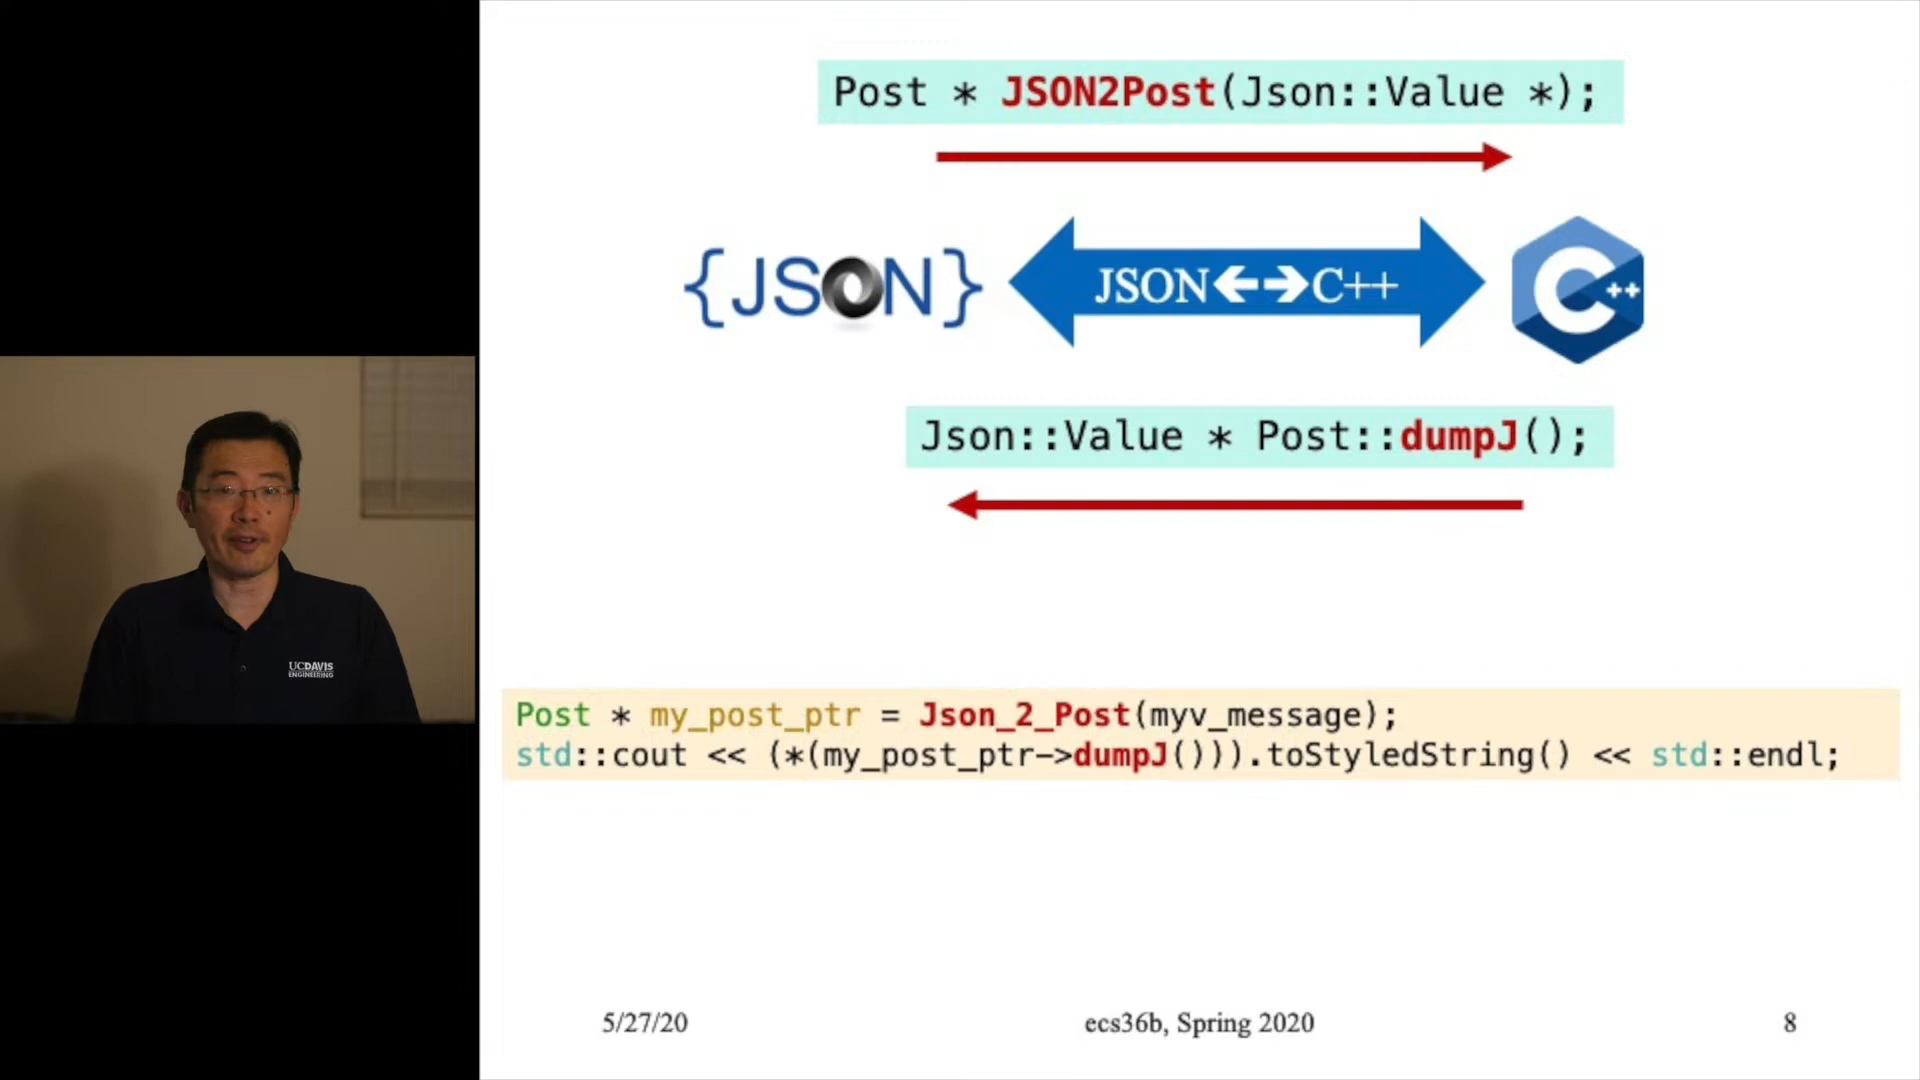 Post * JSON2Post(Json::Value *);
{JSON}
JSON←→C++
C++
Json::Value * Post::dumpJ();
UCDAVIS
ENGINEERING
Post * my_post_ptr = Json_2_Post(myv_message);
std::cout << (*(my_post_ptr->dumpJ())).toStyledString() << std::endl;
5/27/20
ecs36b, Spring 2020
8